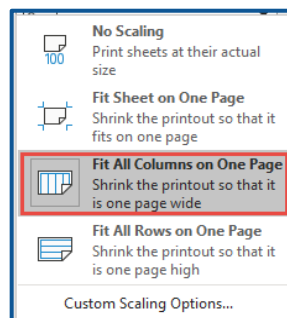 No Scaling
Print sheets at their actual
size
100
Fit Sheet on One Page
Shrink the printout so that it
fits on one page
Fit All Columns on One Page
Shrink the printout so that it
is one page wide
Fit All Rows on One Page
Shrink the printout so that it
is one page high
Custom Scaling Options...